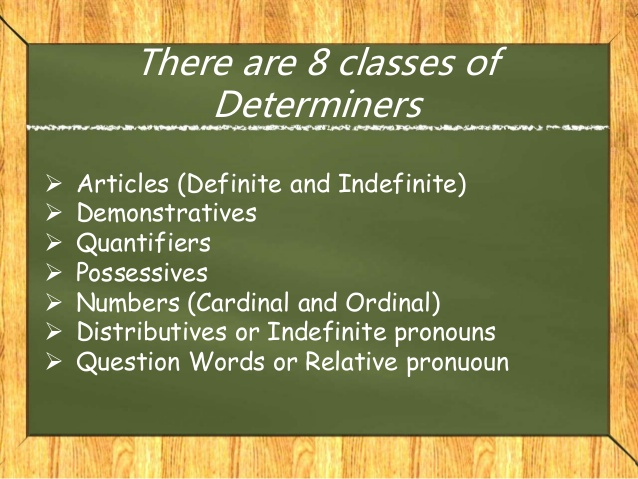 There are 8 classes of
Determiners
➢ Articles (Definite and Indefinite)
➢ Demonstratives
➢ Quantifiers
➢ Possessives
➢ Numbers (Cardinal and Ordinal)
➢ Distributives or Indefinite pronouns
➢ Question Words or Relative pronuoun